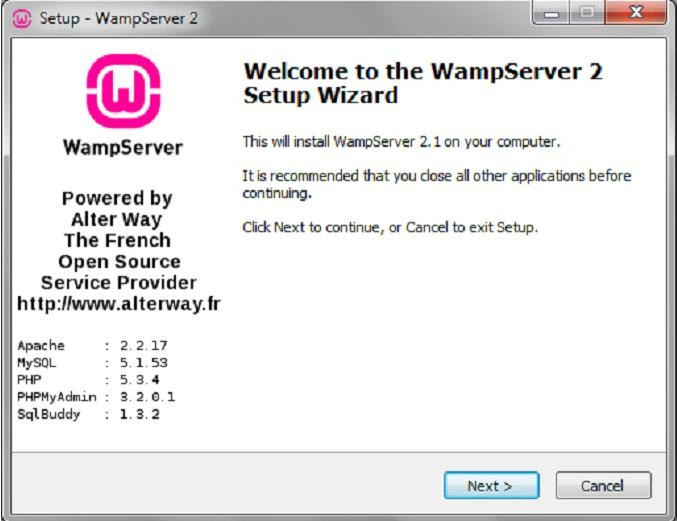 Setup - WampServer 2
WampServer
Powered by
Alter Way
The French
Open Source
Service Provider
http://www.alterway.fr
Apache : 2.2.17
MySQL : 5.1.53
PHP : 5.3.4
PHPMyAdmin : 3.2.0.1
SqlBuddy : 1.3.2
Welcome to the WampServer 2
Setup Wizard
This will install WampServer 2.1 on your computer.
It is recommended that you close all other applications before
continuing.
Click Next to continue, or Cancel to exit Setup.
Next >
Cancel